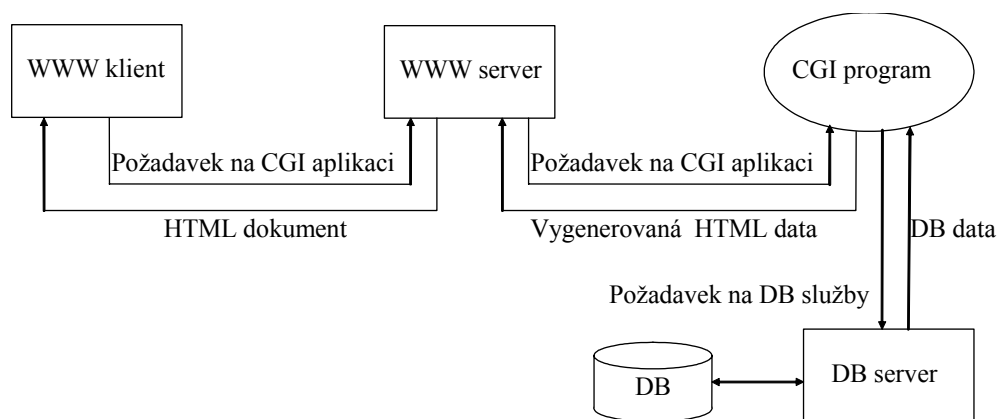 WWW klient
WWW server
CGI program
Požadavek na CGI aplikaci
Požadavek na CGI aplikaci
HTML dokument
Vygenerovaná HTML data
DB data
Požadavek na DB služby
DB
DB server